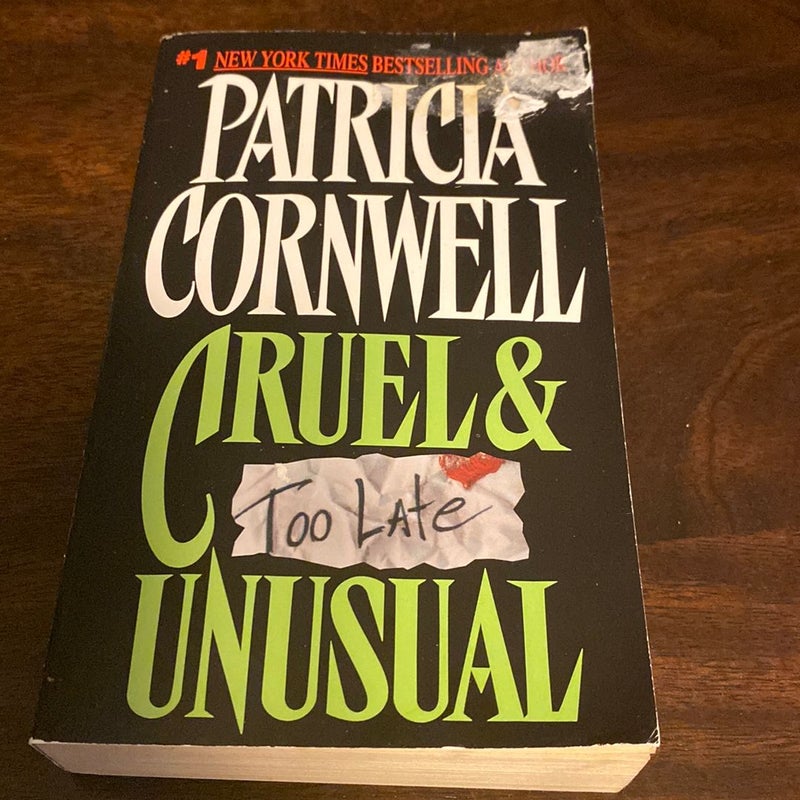 #1 NEW YORK TIMES BESTSELLING
PATRICIA
CORNWELL
CRUEL &
Too Late
UNUSUAL